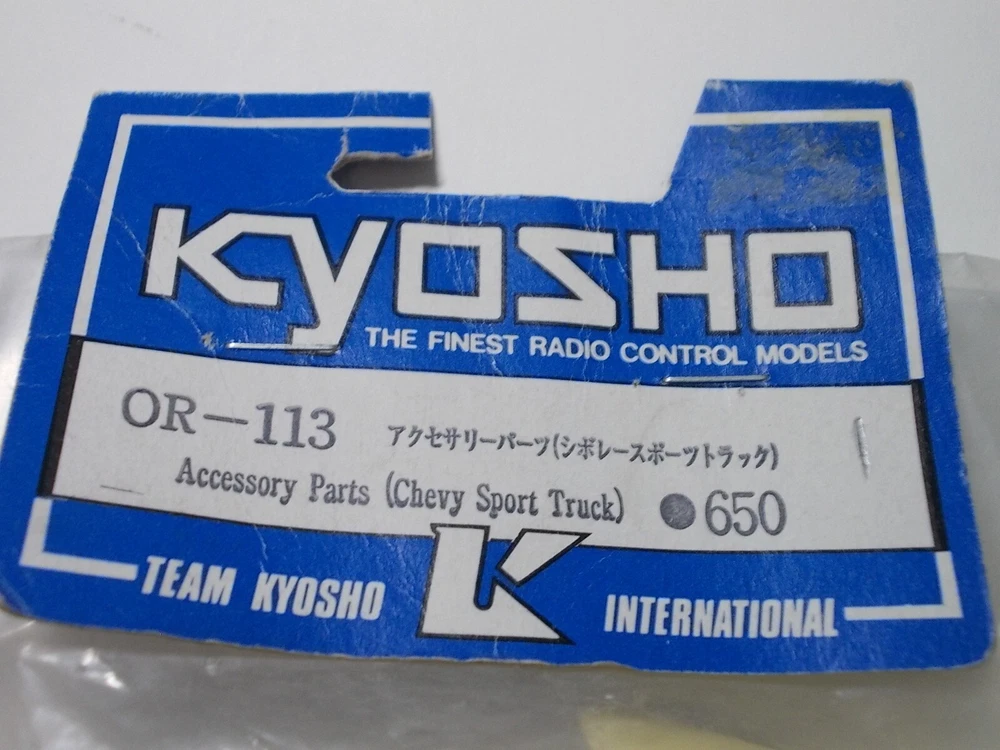 KYOSHO
THE FINEST RADIO CONTROL MODELS
OR-113 アクセサリーパーツ(シボレースポーツトラック)
Accessory Parts (Chevy Sport Truck) ●650
TEAM KYOSHO K INTERNATIONAL